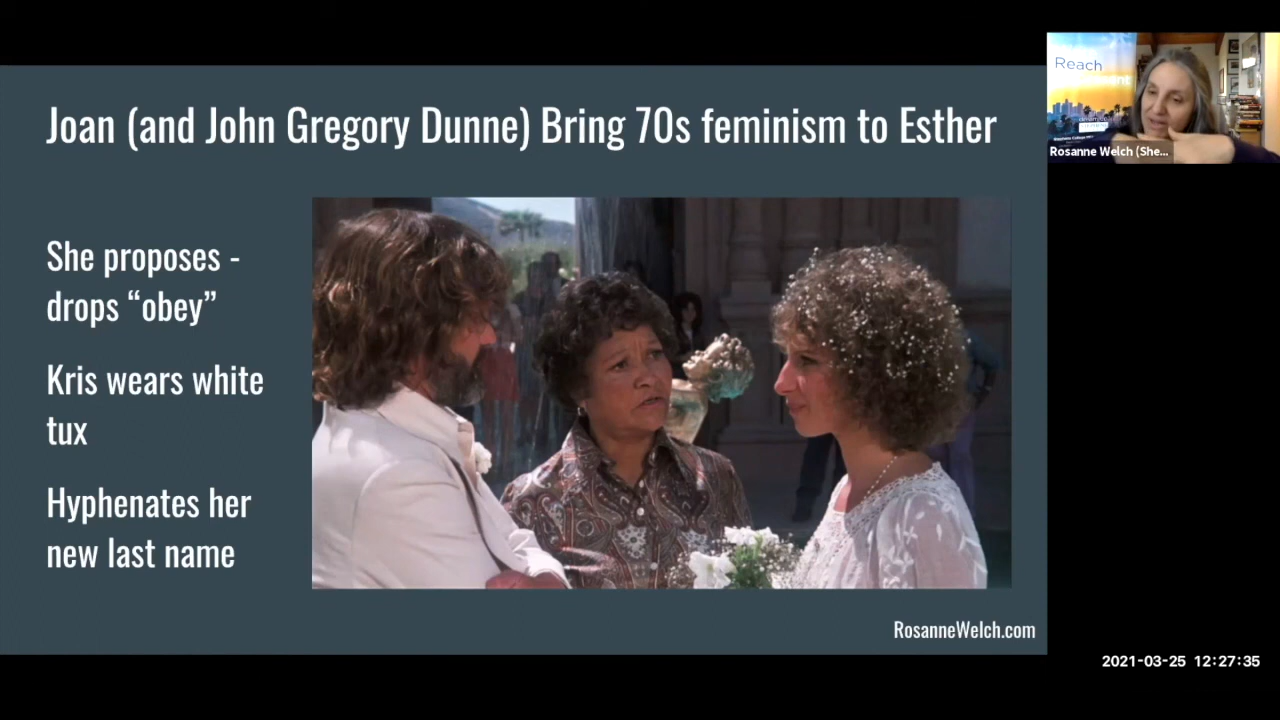 Joan (and John Gregory Dunne) Bring 70s feminism to Esther
She proposes -
drops “obey”
Kris wears white
tux
Hyphenates her
new last name
RosanneWelch.com
Reach
Rosanne Welch (She...
2021-03-25 12:27:35